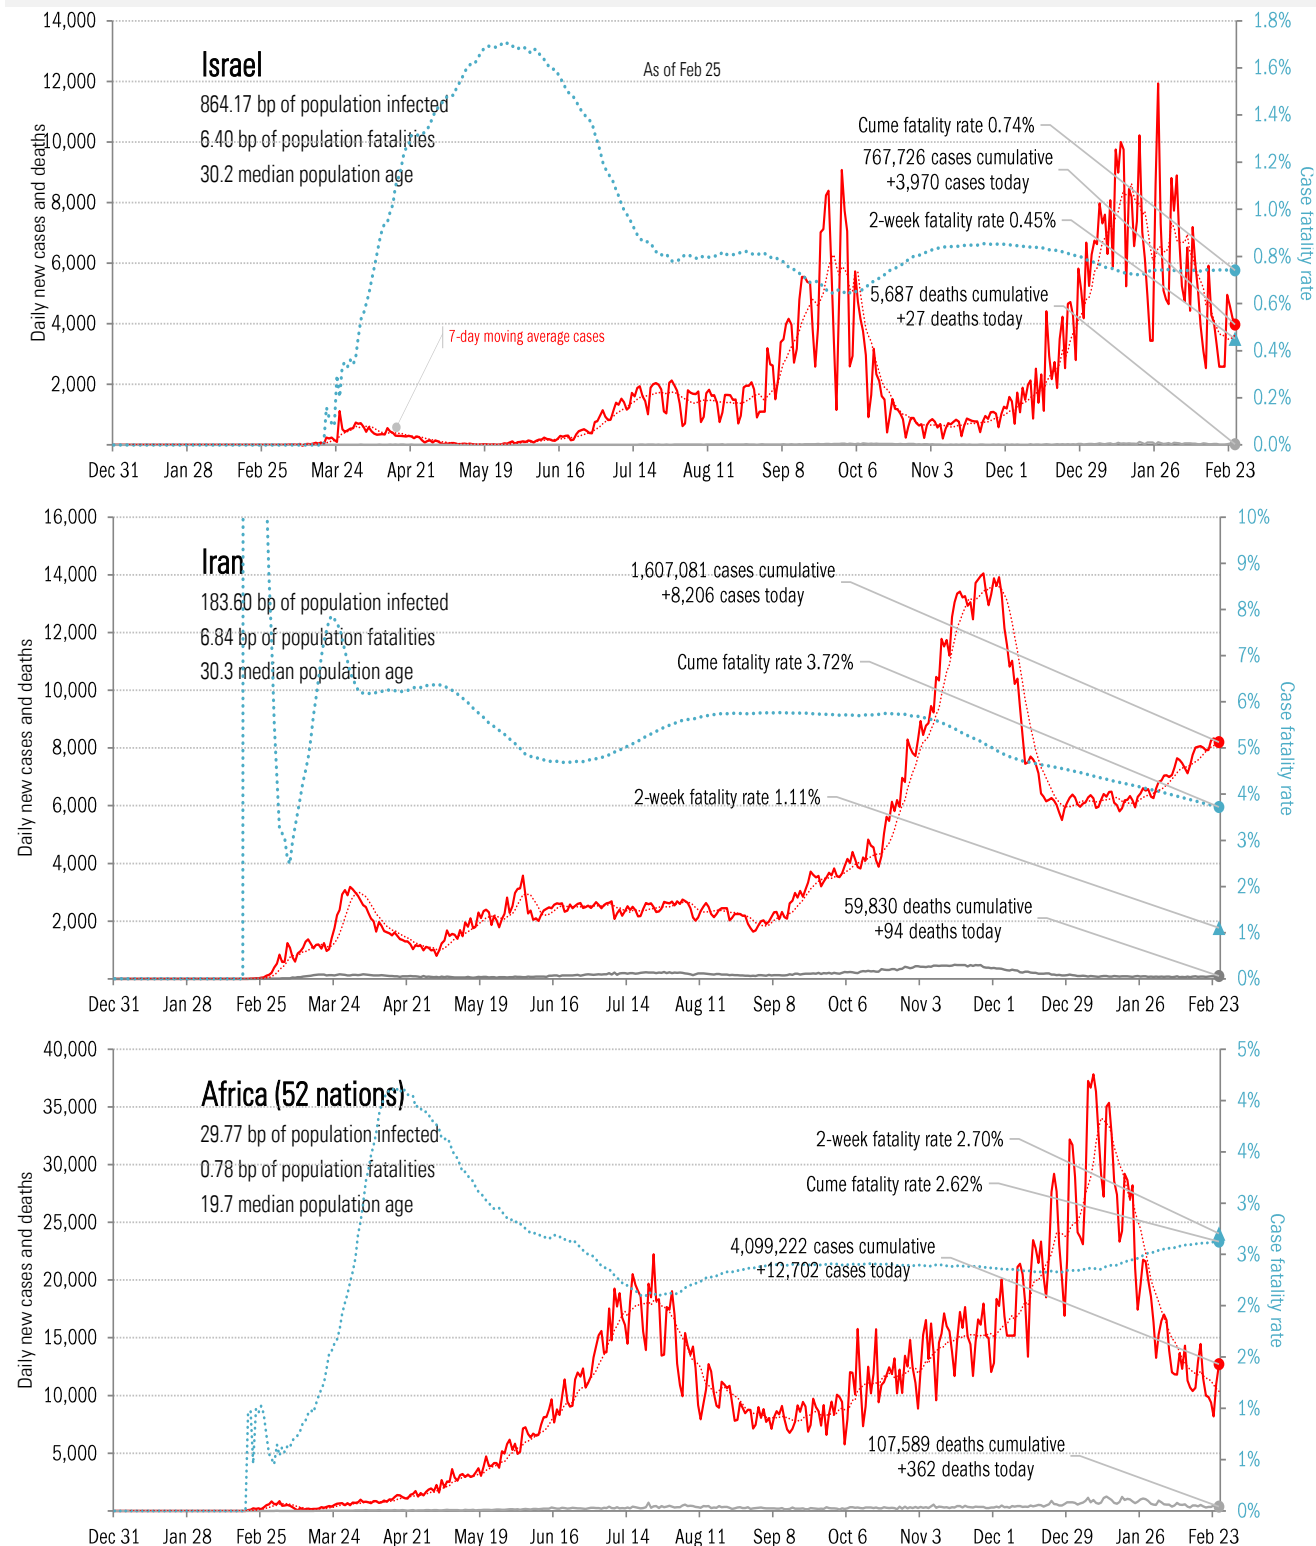 14,000
12,000
10,000
8,000
6,000
4,000
2,000
Daily new cases and deaths
Israel
864.17 bp of population infected
6.40 bp of population fatalitites
30.2 median population age
As of Feb 25
7-day moving average cases
Cume fatality rate 0.74%
767,726 cases cumulative
+3,970 cases today
2-week fatality rate 0.45%
5,687 deaths cumulative
+27 deaths today
1.8%
1.6%
1.4%
1.2%
1.0%
0.8%
0.6%
0.4%
0.2%
0.0%
Case fatality rate
Dec 31 Jan 28 Feb 25 Mar 24 Apr 21 May 19 Jun 16 Jul 14 Aug 11 Sep 8 Oct 6 Nov 3 Dec 1 Dec 29 Jan 26 Feb 23
16,000
14,000
12,000
10,000
8,000
6,000
4,000
2,000
Daily new cases and deaths
Iran
183.60 bp of population infected
6.84 bp of population fatalities
30.3 median population age
1,607,081 cases cumulative
+8,206 cases today
Cume fatality rate 3.72%
2-week fatality rate 1.11%
59,830 deaths cumulative
+94 deaths today
10%
9%
8%
7%
6%
5%
4%
3%
2%
1%
0%
Case fatality rate
Dec 31 Jan 28 Feb 25 Mar 24 Apr 21 May 19 Jun 16 Jul 14 Aug 11 Sep 8 Oct 6 Nov 3 Dec 1 Dec 29 Jan 26 Feb 23
40,000
35,000
30,000
25,000
20,000
15,000
10,000
5,000
Daily new cases and deaths
Africa (52 nations)
29.77 bp of population infected
0.78 bp of population fatalities
19.7 median population age
2-week fatality rate 2.70%
Cume fatality rate 2.62%
4,099,222 cases cumulative
+12,702 cases today
107,589 deaths cumulative
+362 deaths today
5%
4%
4%
3%
3%
2%
2%
1%
1%
0%
Case fatality rate
Dec 31 Jan 28 Feb 25 Mar 24 Apr 21 May 19 Jun 16 Jul 14 Aug 11 Sep 8 Oct 6 Nov 3 Dec 1 Dec 29 Jan 26 Feb 23